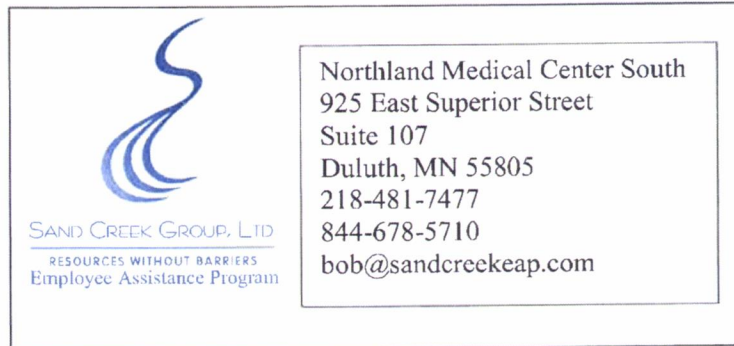 SAND CREEK GROUP, LTD
RESOURCES WITHOUT BARRIERS
Employee Assistance Program
Northland Medical Center South
925 East Superior Street
Suite 107
Duluth, MN 55805
218-481-7477
844-678-5710
bob@sandcreekeap.com